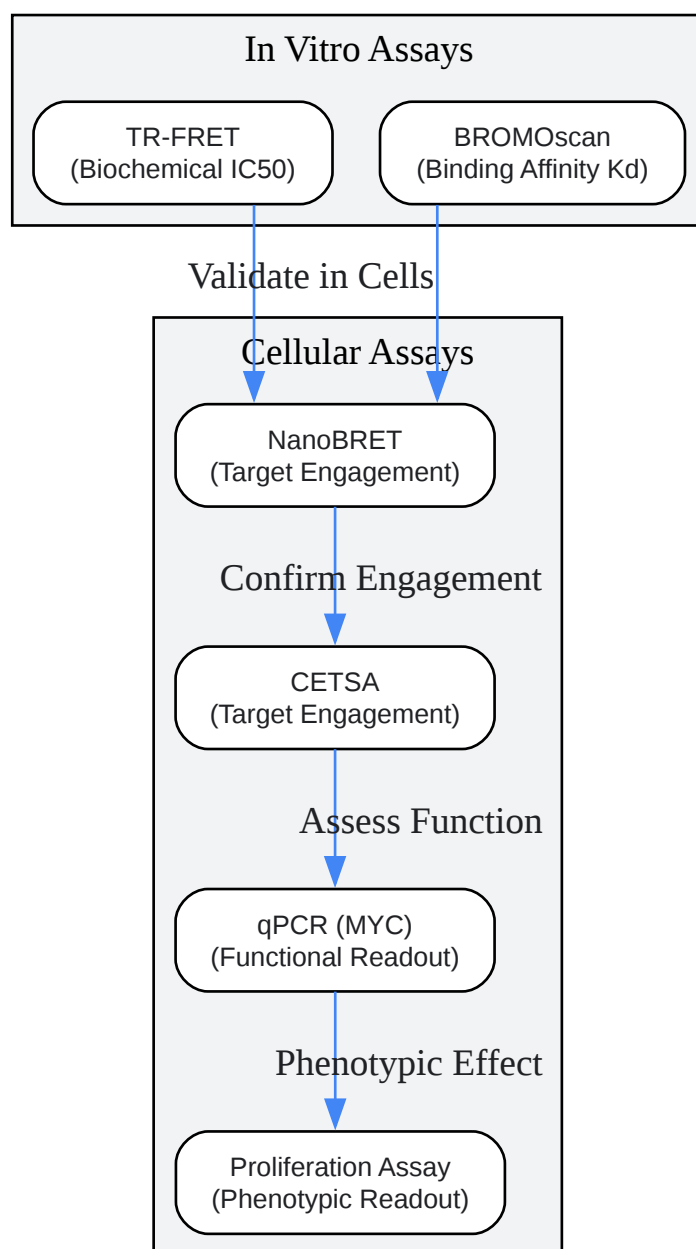 In Vitro Assays
TR-FRET
(Biochemical IC50)
BROMOscan
(Binding Affinity Kd)
Validate in Cells
Cellular Assays
NanoBRET
(Target Engagement)
Confirm Engagement
CETSA
(Target Engagement)
Assess Function
qPCR (MYC)
(Functional Readout)
Phenotypic Effect
Proliferation Assay
(Phenotypic Readout)